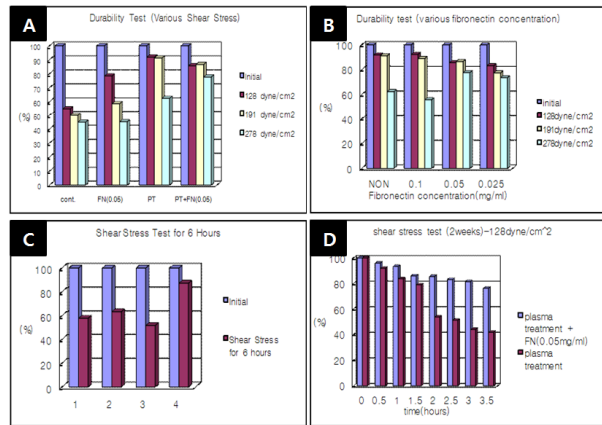 A
Durability Test (Various Shear Stress)
100
90
80
70
60
50
40
30
20
10
0
(%)
cont.
FN(0.05)
PT
PT+FN(0.05)
Initial
128 dyne/cm2
191 dyne/cm2
278 dyne/cm2
B
Durability test (various fibronectin concentration)
100
80
60
40
20
0
(%)
NON
0.1
0.05
0.025
Fibronectin concentration(mg/ml)
initial
128dyne/cm2
191dyne/cm2
278dyne/cm2
C
Shear Stress Test for 6 Hours
100
80
60
40
20
0
(%)
1
2
3
4
Initial
Shear Stress
for 6 hours
D
shear stress test (2weeks)-128dyne/cm^2
100
80
60
40
20
0
(%)
0 0.5 1 1.5 2 2.5 3 3.5
time(hours)
plasma
treatment +
FN(0.05mg/ml)
plasma
treatment